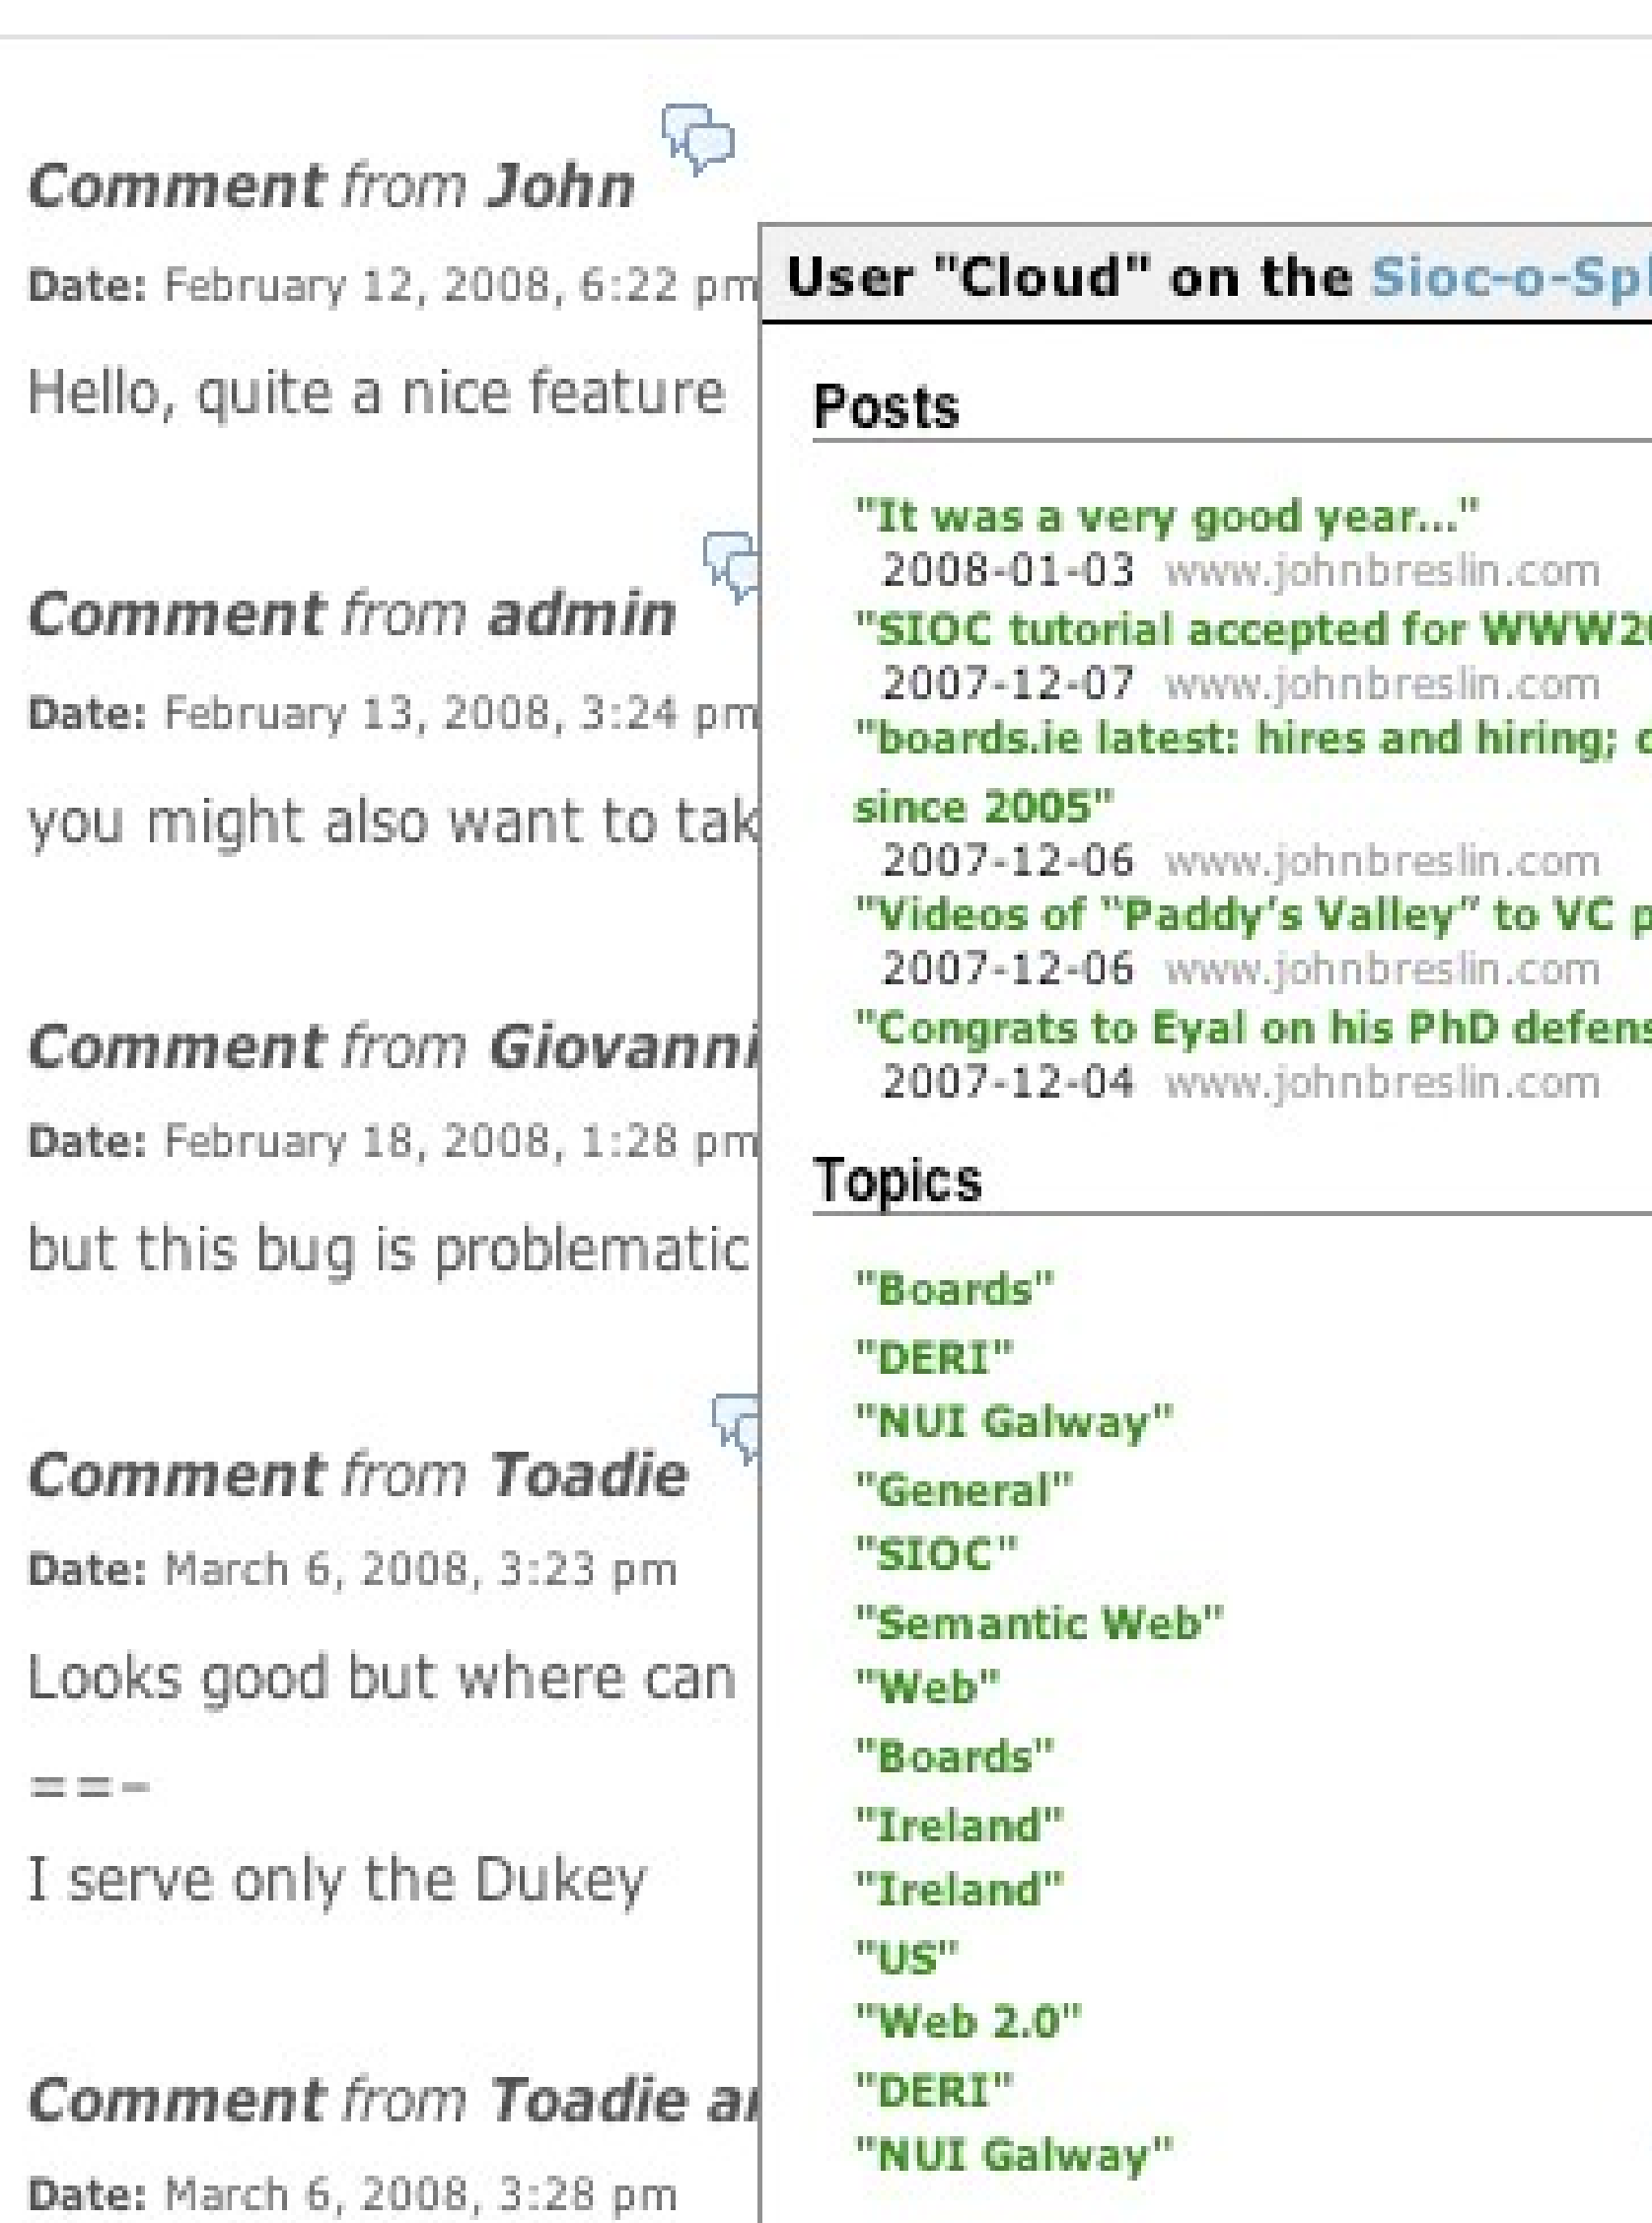 Comment from John
Date: February 12, 2008, 6:22 pm
Hello, quite a nice feature
Comment from admin
Date: February 13, 2008, 3:24 pm
you might also want to
Comment from Giovanni
Date: February 18, 2008, 1:28 pm
but this bug is problematic
Comment from Toadie
Date: March 6, 2008, 3:23 pm
Looks good but where can
==-
I serve only the Dukey
Comment from Toadie
Date: March 6, 2008, 3:28 pm
User "Cloud" on the
Posts
"It was a very good year..."
2008-01-03 www.johnbreslin.com
"SIOC tutorial accepted for
2007-12-07 www.johnbreslin.com
"boards.ie latest: hires and hiring;
since 2005"
2007-12-06 www.johnbreslin.com
"Videos of “Paddy’s Valley” to VC
2007-12-06 www.johnbreslin.com
"Congrats to Eyal on his PhD
2007-12-04 www.johnbreslin.com
Topics
"Boards"
"DERI"
"NUI Galway"
"General"
"SIOC"
"Semantic Web"
"Web"
"Boards"
"Ireland"
"Ireland"
"US"
"Web 2.0"
"DERI"
"NUI Galway"